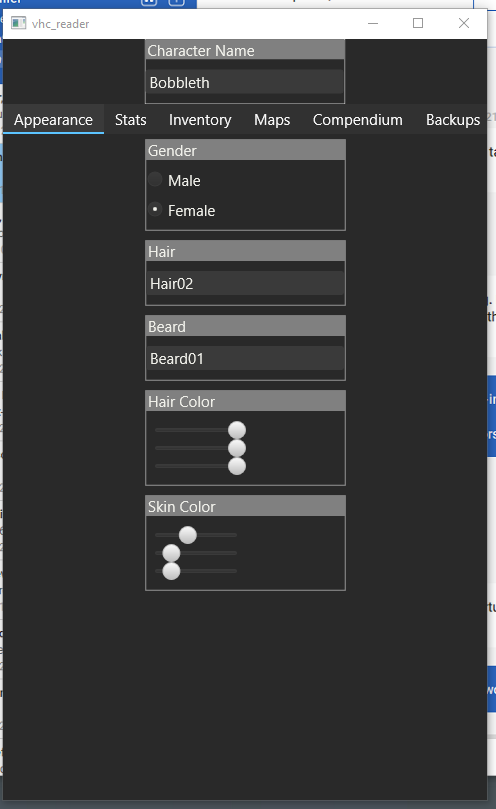 vhc_reader
Character Name
Bobbleth
Appearance Stats Inventory Maps Compendium Backups
Gender
Male
Female
Hair
Hair02
Beard
Beard01
Hair Color
Skin Color